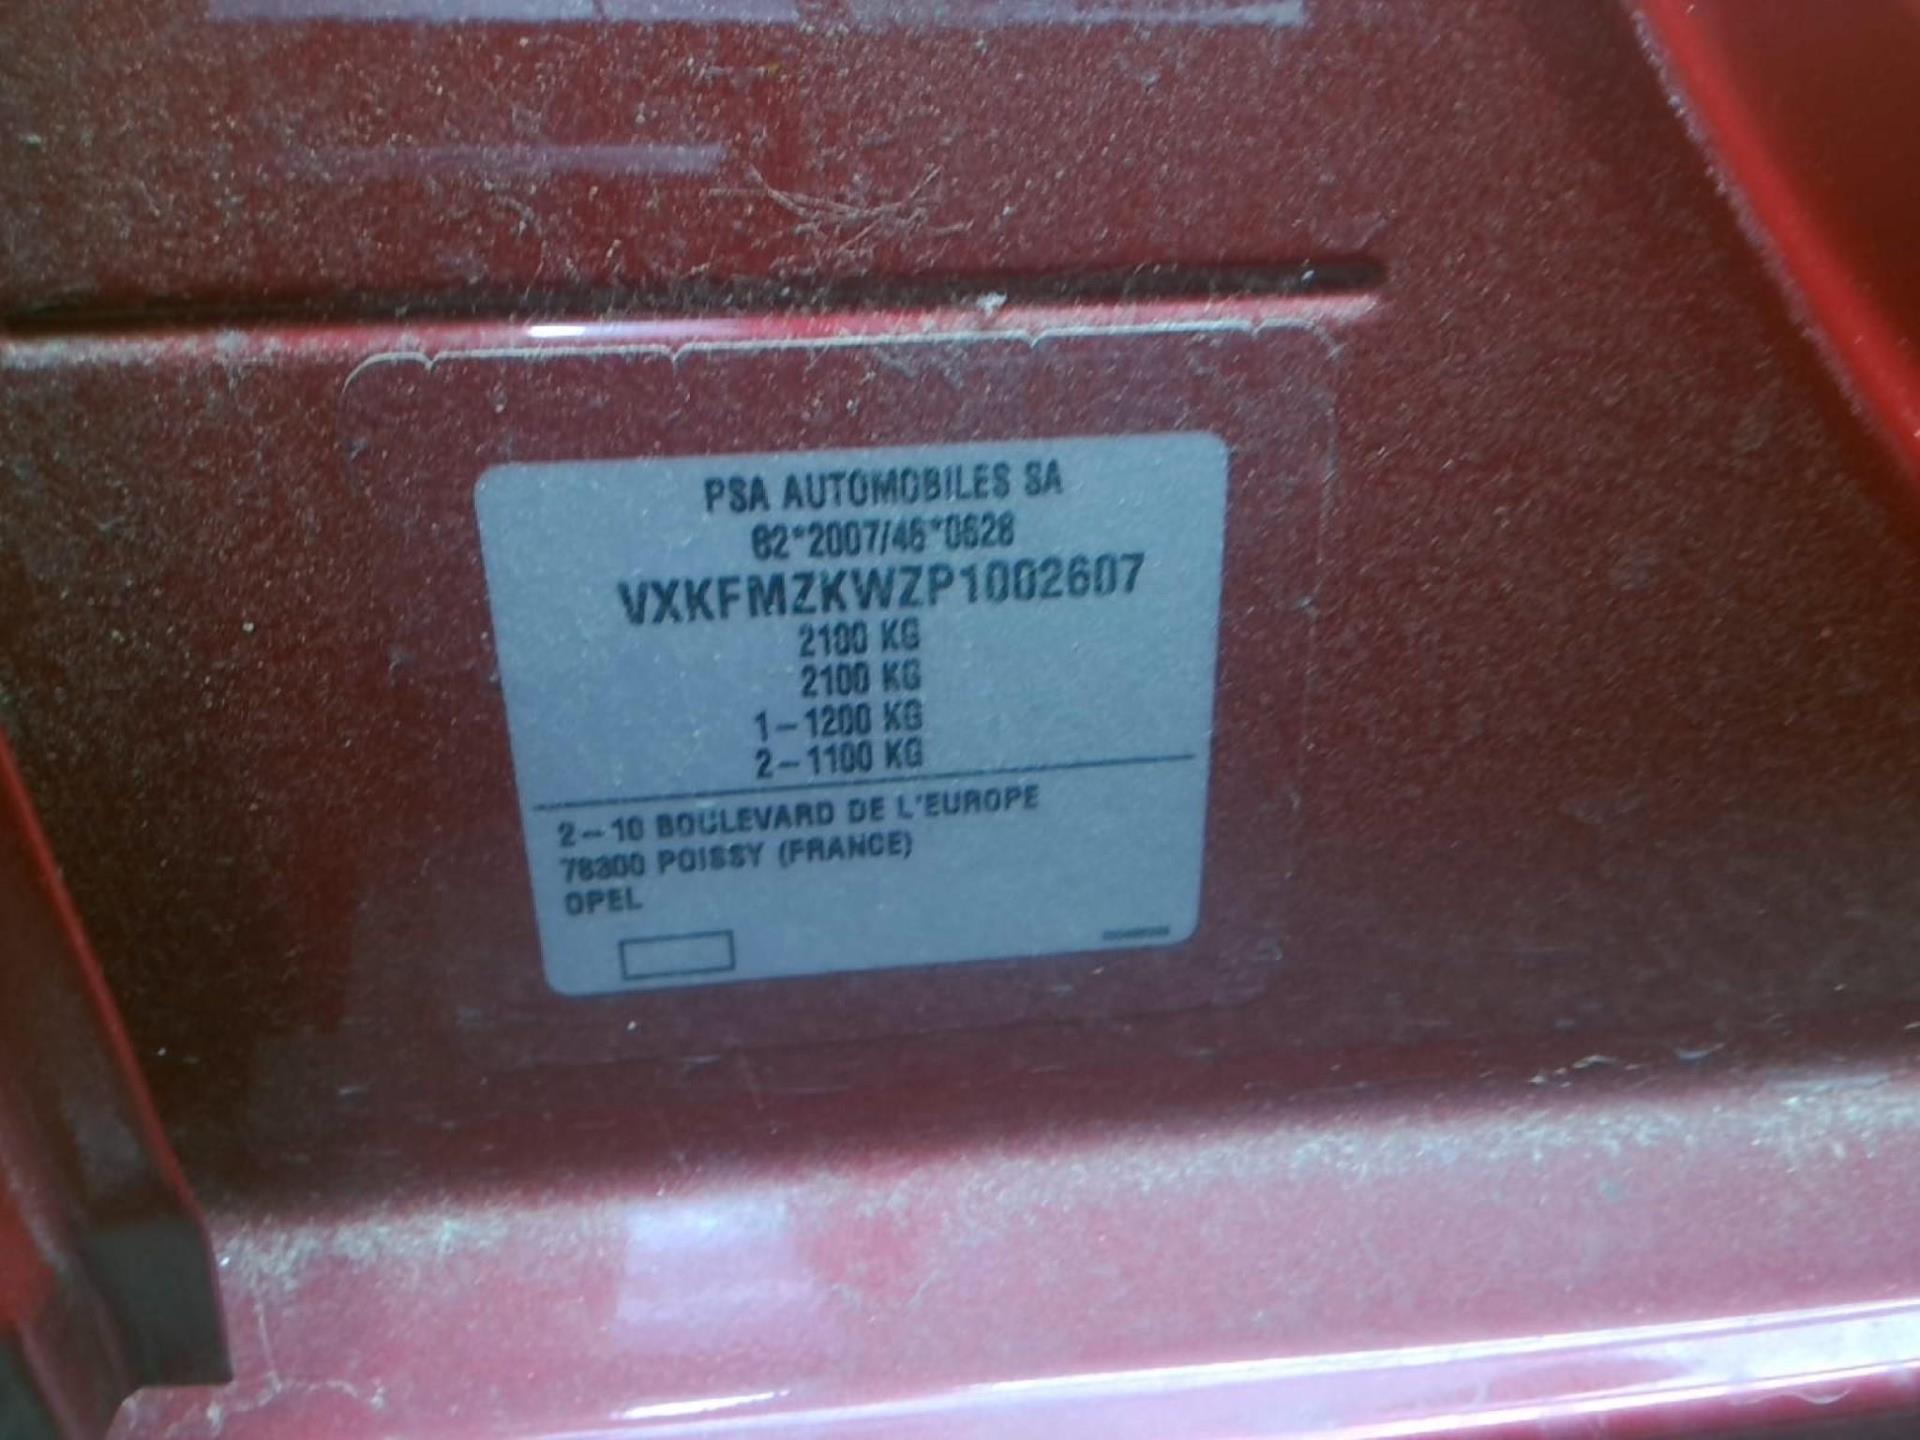 PSA AUTOMOBILES SA
62*2007/46*0628
VXKFMZKWZP1002607
2100 KG
2100 KG
1-1200 KG
2-1100 KG
2-10 BOULEVARD DE L'EUROPE
78300 POISSY (FRANCE)
OPEL